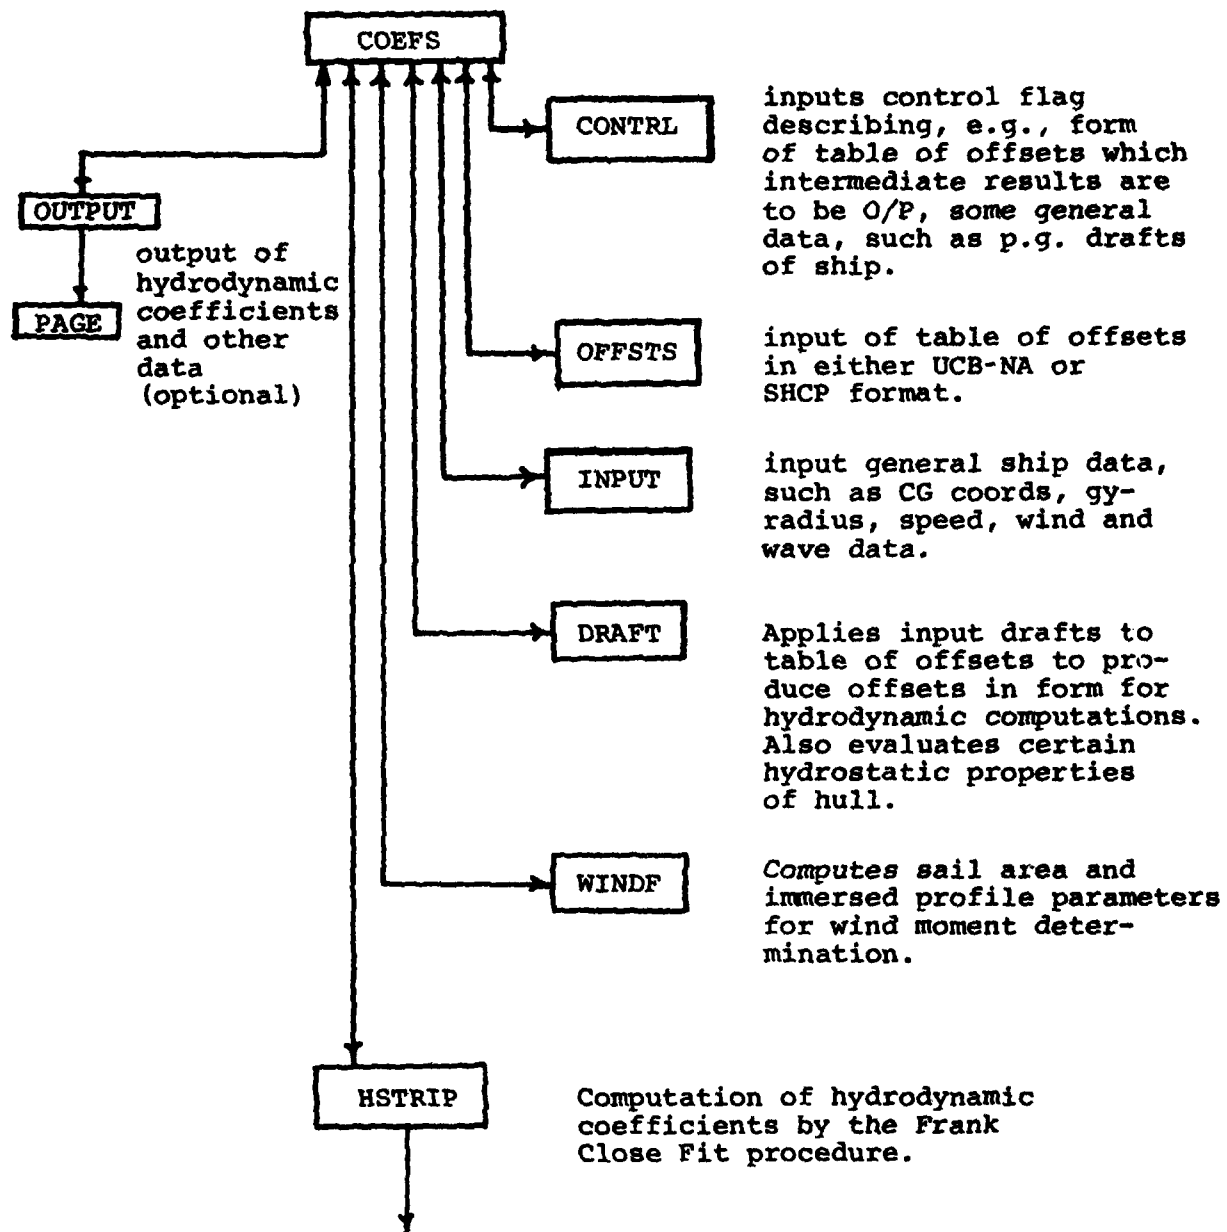 COEFS
CONTRL
inputs control flag
describing, e.g., form
of table of offsets which
intermediate results are
to be O/P, some general
data, such as p.g. drafts
of ship.
OUTPUT
output of
hydrodynamic
coefficients
and other
data
(optional)
PAGE
OFFSTS
input of table of offsets
in either UCB-NA or
SHCP format.
INPUT
input general ship data,
such as CG coords, gy-
radius, speed, wind and
wave data.
DRAFT
Applies input drafts to
table of offsets to pro-
duce offsets in form for
hydrodynamic computations.
Also evaluates certain
hydrostatic properties
of hull.
WINDF
Computes sail area and
immersed profile parameters
for wind moment deter-
mination.
HSTRIP
Computation of hydrodynamic
coefficients by the Frank
Close Fit procedure.